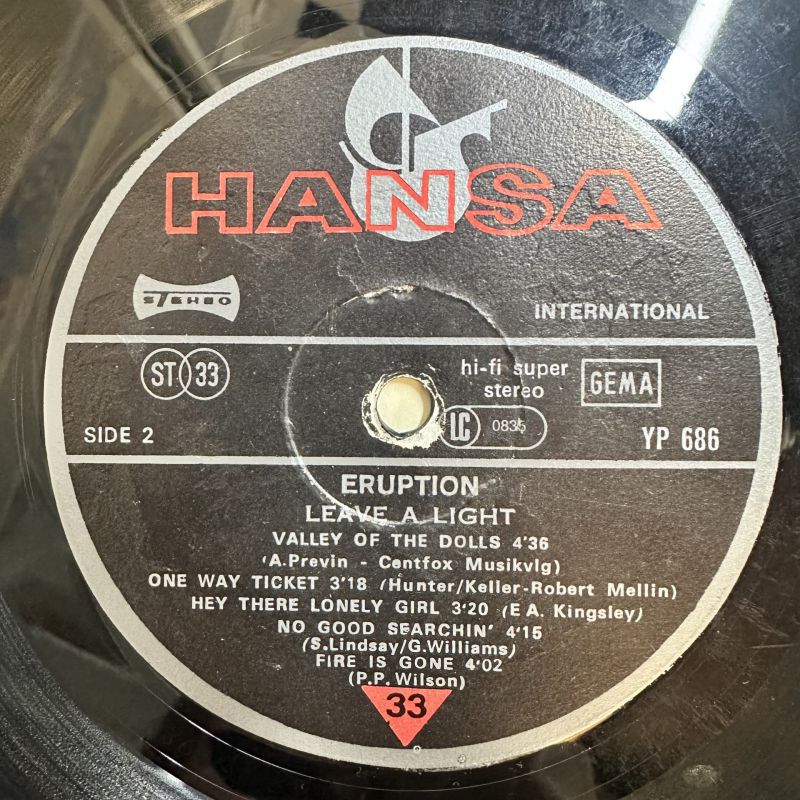 HANSA
STEREO
INTERNATIONAL
ST 33
hi-fi super
stereo
GEMA
LC 0835
SIDE 2
YP 686
ERUPTION
LEAVE A LIGHT
VALLEY OF THE DOLLS 4'36
(A.Previn - Centfox Musikvlg)
ONE WAY TICKET 3'18 (Hunter/Keller-Robert Mellin)
HEY THERE LONELY GIRL 3'20 (E A. Kingsley)
NO GOOD SEARCHIN' 4'15
(S.Lindsay/G.Williams)
FIRE IS GONE 4'02
(P.P. Wilson)
33